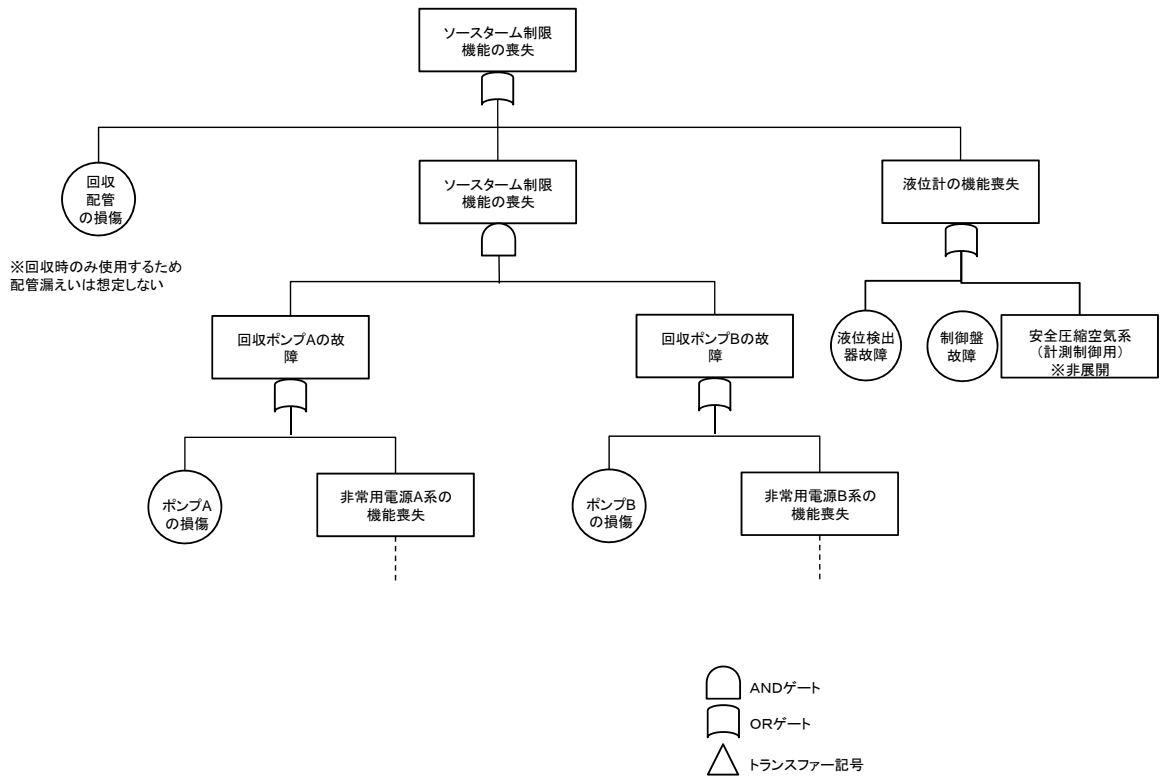 ソースターム制限
機能の喪失
回収
配管
の損傷
※回収時のみ使用するため
配管漏えいは想定しない
ソースターム制限
機能の喪失
液位計の機能喪失
回収ポンプAの故
障
回収ポンプBの故
障
液位検出
器故障
制御盤
故障
安全圧縮空気系
(計測制御用)
※非展開
ポンプA
の損傷
非常用電源A系の
機能喪失
ポンプB
の損傷
非常用電源B系の
機能喪失
ANDゲート
ORゲート
トランスファー記号